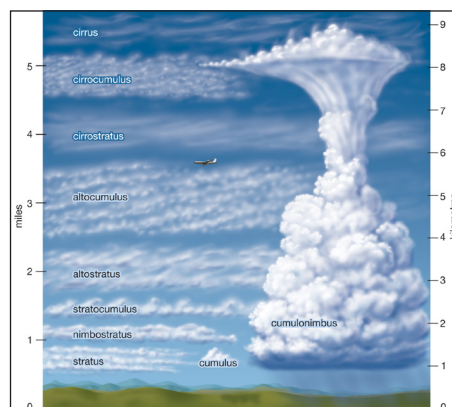 cirrus
cirrocumulus
cirrostratus
altocumulus
altostratus
stratocumulus
nimbostratus
stratus
cumulus
cumulonimbus
miles
5
4
3
2
1
0
9
8
7
6
5
4
3
2
1
0